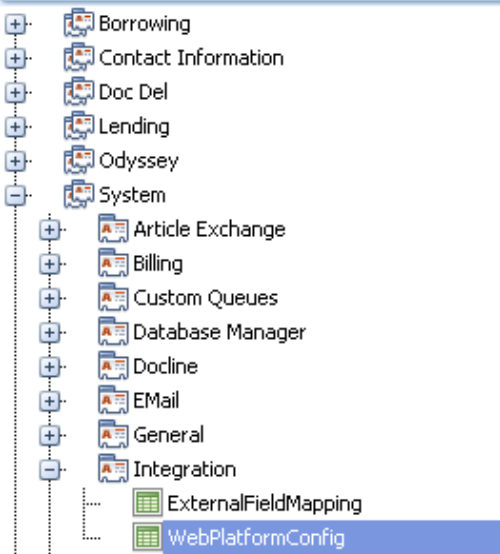 Borrowing
Contact Information
Doc Del
Lending
Odyssey
System
Article Exchange
Billing
Custom Queues
Database Manager
Docline
EMail
General
Integration
ExternalFieldMapping
WebPlatformConfig